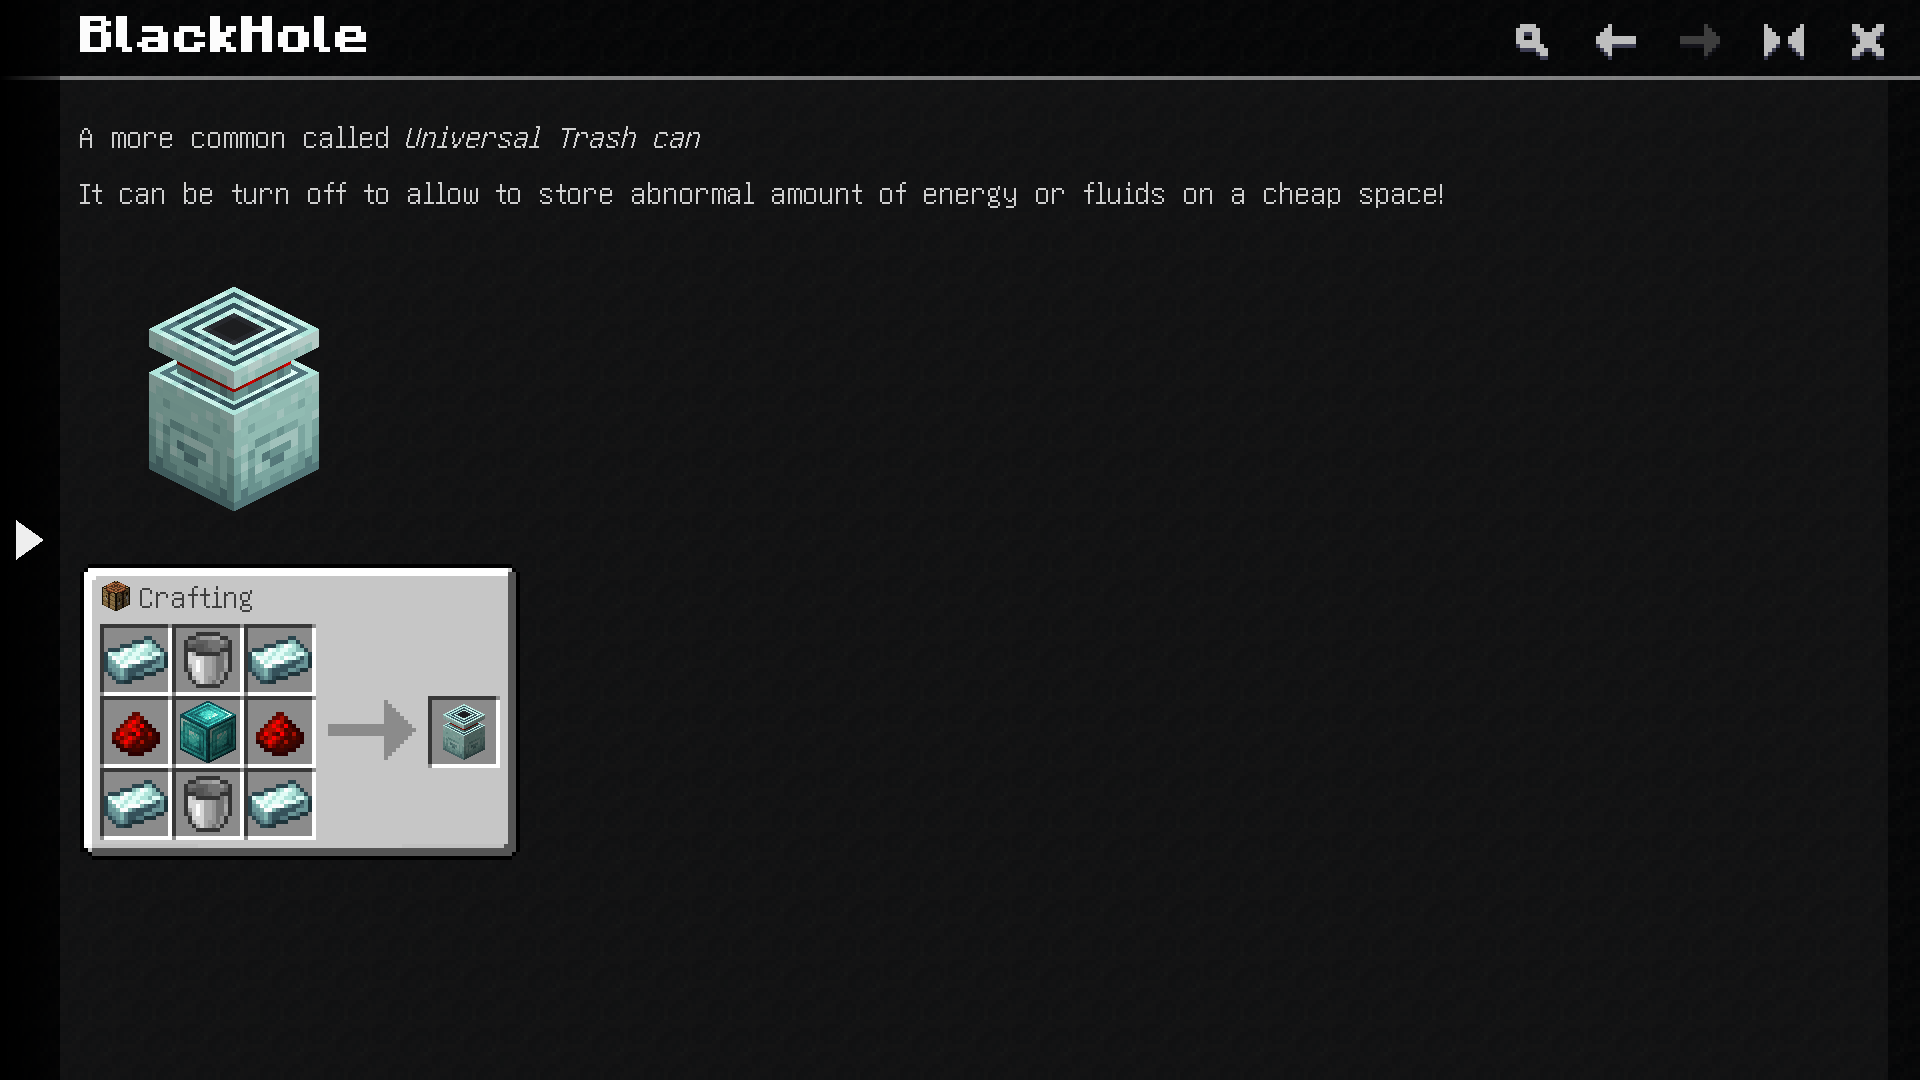 BlackHole
A more common called Universal Trash can
It can be turn off to allow to store abnormal amount of energy or fluids on a cheap space!
Crafting